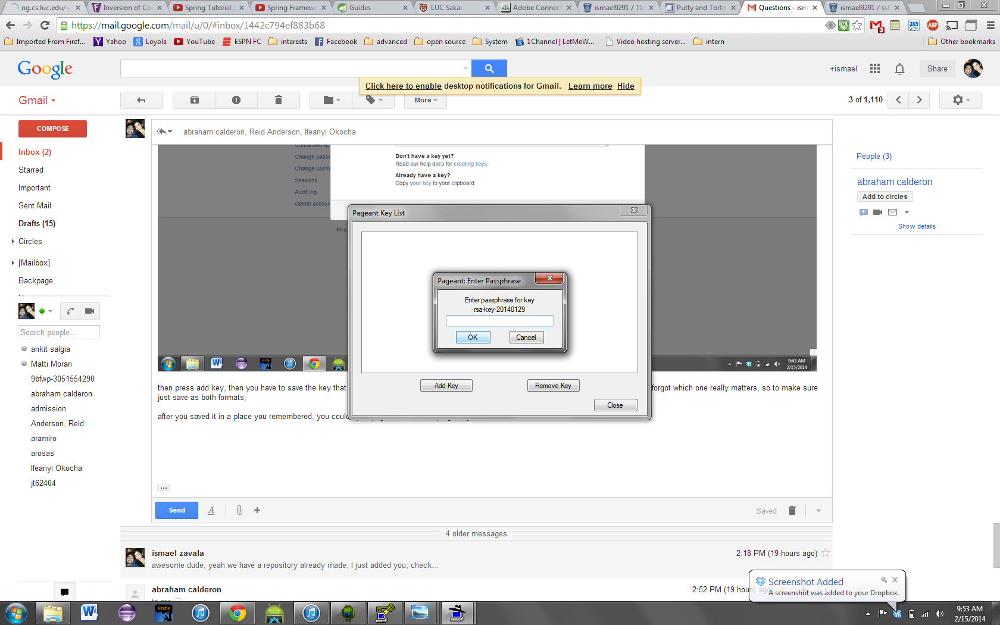 rig.cs.luc.edu/~
Inversion of Co
Spring Tutorial
Spring Framew
Guides
LUC Sakai
Adobe Connect
ismael9291 /
Putty and Torto
Questions - ism
ismael9291 / ssh
https://mail.google.com/mail/u/0/#inbox/1442c794ef883b68
Imported From Firef...
Yahoo
Loyola
YouTube
ESPN FC
interests
Facebook
advanced
open source
System
1Channel | LetMeW...
Video hosting server...
intern
Other bookmarks
Google
+ismael
Share
Click here to enable desktop notifications for Gmail. Learn more Hide
Gmail
More
3 of 1,110
COMPOSE
Inbox (2)
Starred
Important
Sent Mail
Drafts (15)
Circles
[Mailbox]
Backpage
Search people...
ankit salgia
Matti Moran
9bfwp-3051554290
abraham calderon
admission
Anderson, Reid
aramiro
arosas
Ifeanyi Okocha
jt62404
abraham calderon, Reid Anderson, Ifeanyi Okocha
Change passw
Change usern
Sessions
Audit log
Delete accoun
Blog
Don't have a key yet?
Read our help docs for creating keys.
Already have a key?
Copy your key to your clipboard
Pageant Key List
Pageant: Enter Passphrase
Enter passphrase for key
rsa-key-20140129
OK
Cancel
Add Key
Remove Key
Close
9:43 AM
2/15/2014
then press add key, then you have to save the key that
forgot which one really matters, so to make sure
just save as both formats,
after you saved it in a place you remembered, you could
Send
Saved
4 older messages
ismael zavala
2:18 PM (19 hours ago)
awesome dude, yeah we have a repository already made, I just added you, check...
abraham calderon
2:52 PM (19 hours ago)
to me
People (3)
abraham calderon
Add to circles
Show details
Screenshot Added
A screenshot was added to your Dropbox.
9:53 AM
2/15/2014